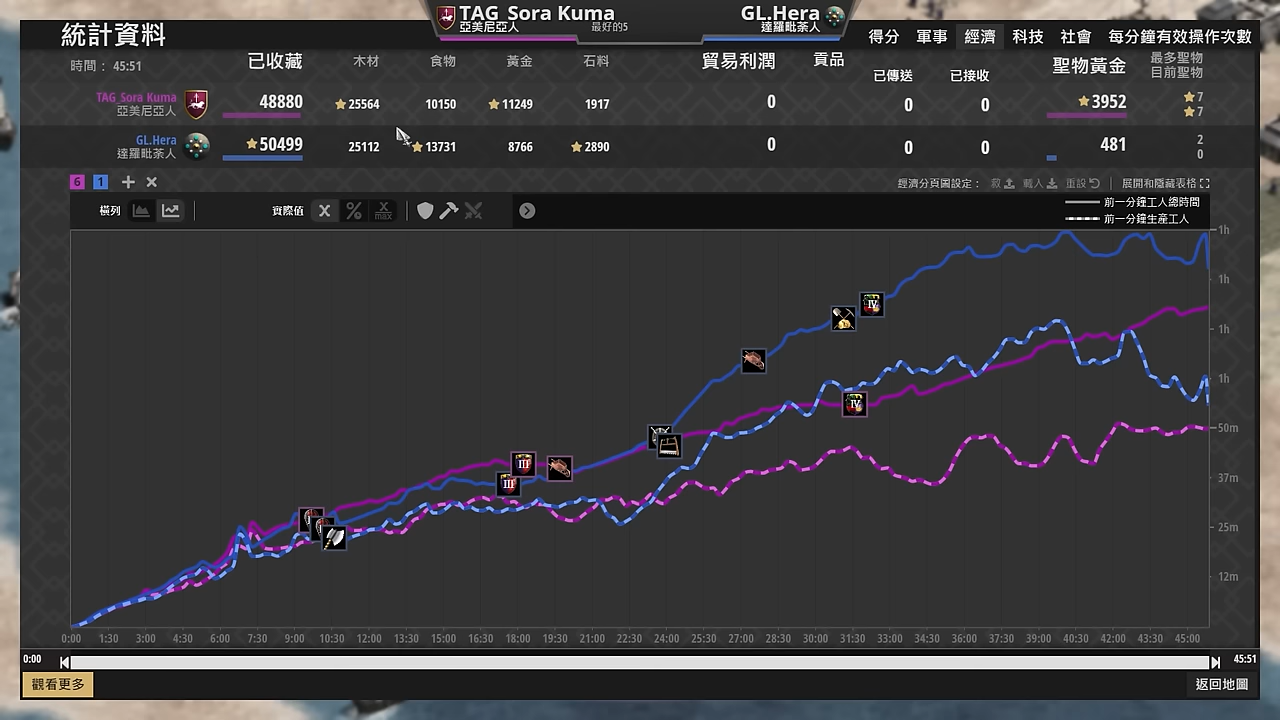 TAG_Sora Kuma
亞美尼亞人
最好的5
GL.Hera
達羅毗荼人
統計資料
得分 軍事 經濟 科技 社會 每分鐘有效操作次數
時間： 45:51
已收藏 木材 食物 黃金 石料 貿易利潤 貢品 已傳送 已接收 聖物黃金 最多聖物
目前聖物
TAG_Sora Kuma
亞美尼亞人
48880 25564 10150 11249 1917 0 0 0 3952 7
7
GL.Hera
達羅毗荼人
50499 25112 13731 8766 2890 0 0 0 481 2
0
6 1
經濟分頁圖設定： 載入 重設 展開和隱藏表格
橫列 實際值 X % X
max
前一分鐘工人總時間
前一分鐘生產工人
1h
1h
1h
1h
50m
37m
25m
12m
III
III
IV
IV
0:00 1:30 3:00 4:30 6:00 7:30 9:00 10:30 12:00 13:30 15:00 16:30 18:00 19:30 21:00 22:30 24:00 25:30 27:00 28:30 30:00 31:30 33:00 34:30 36:00 37:30 39:00 40:30 42:00 43:30 45:00
0:00 45:51
觀看更多 返回地圖